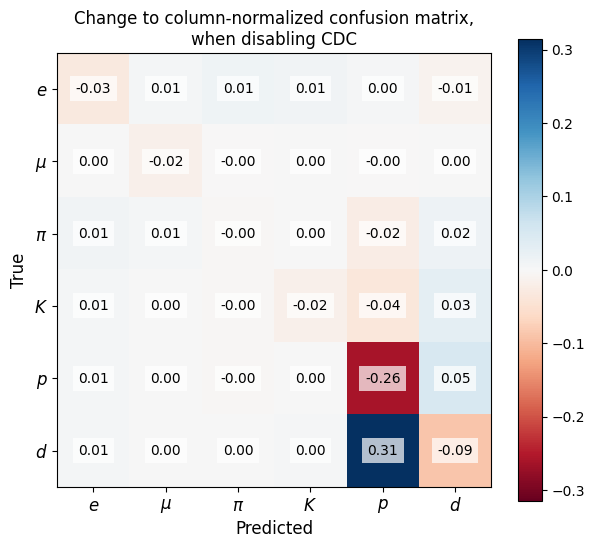 Change to column-normalized confusion matrix,
when disabling CDC
True
e -0.03 0.01 0.01 0.01 0.00 -0.01
μ 0.00 -0.02 -0.00 0.00 -0.00 0.00
π 0.01 0.01 -0.00 0.00 -0.02 0.02
K 0.01 0.00 -0.00 -0.02 -0.04 0.03
p 0.01 0.00 -0.00 0.00 -0.26 0.05
d 0.01 0.00 0.00 0.00 0.31 -0.09
e μ π K p d
Predicted
0.3
0.2
0.1
0.0
−0.1
−0.2
−0.3